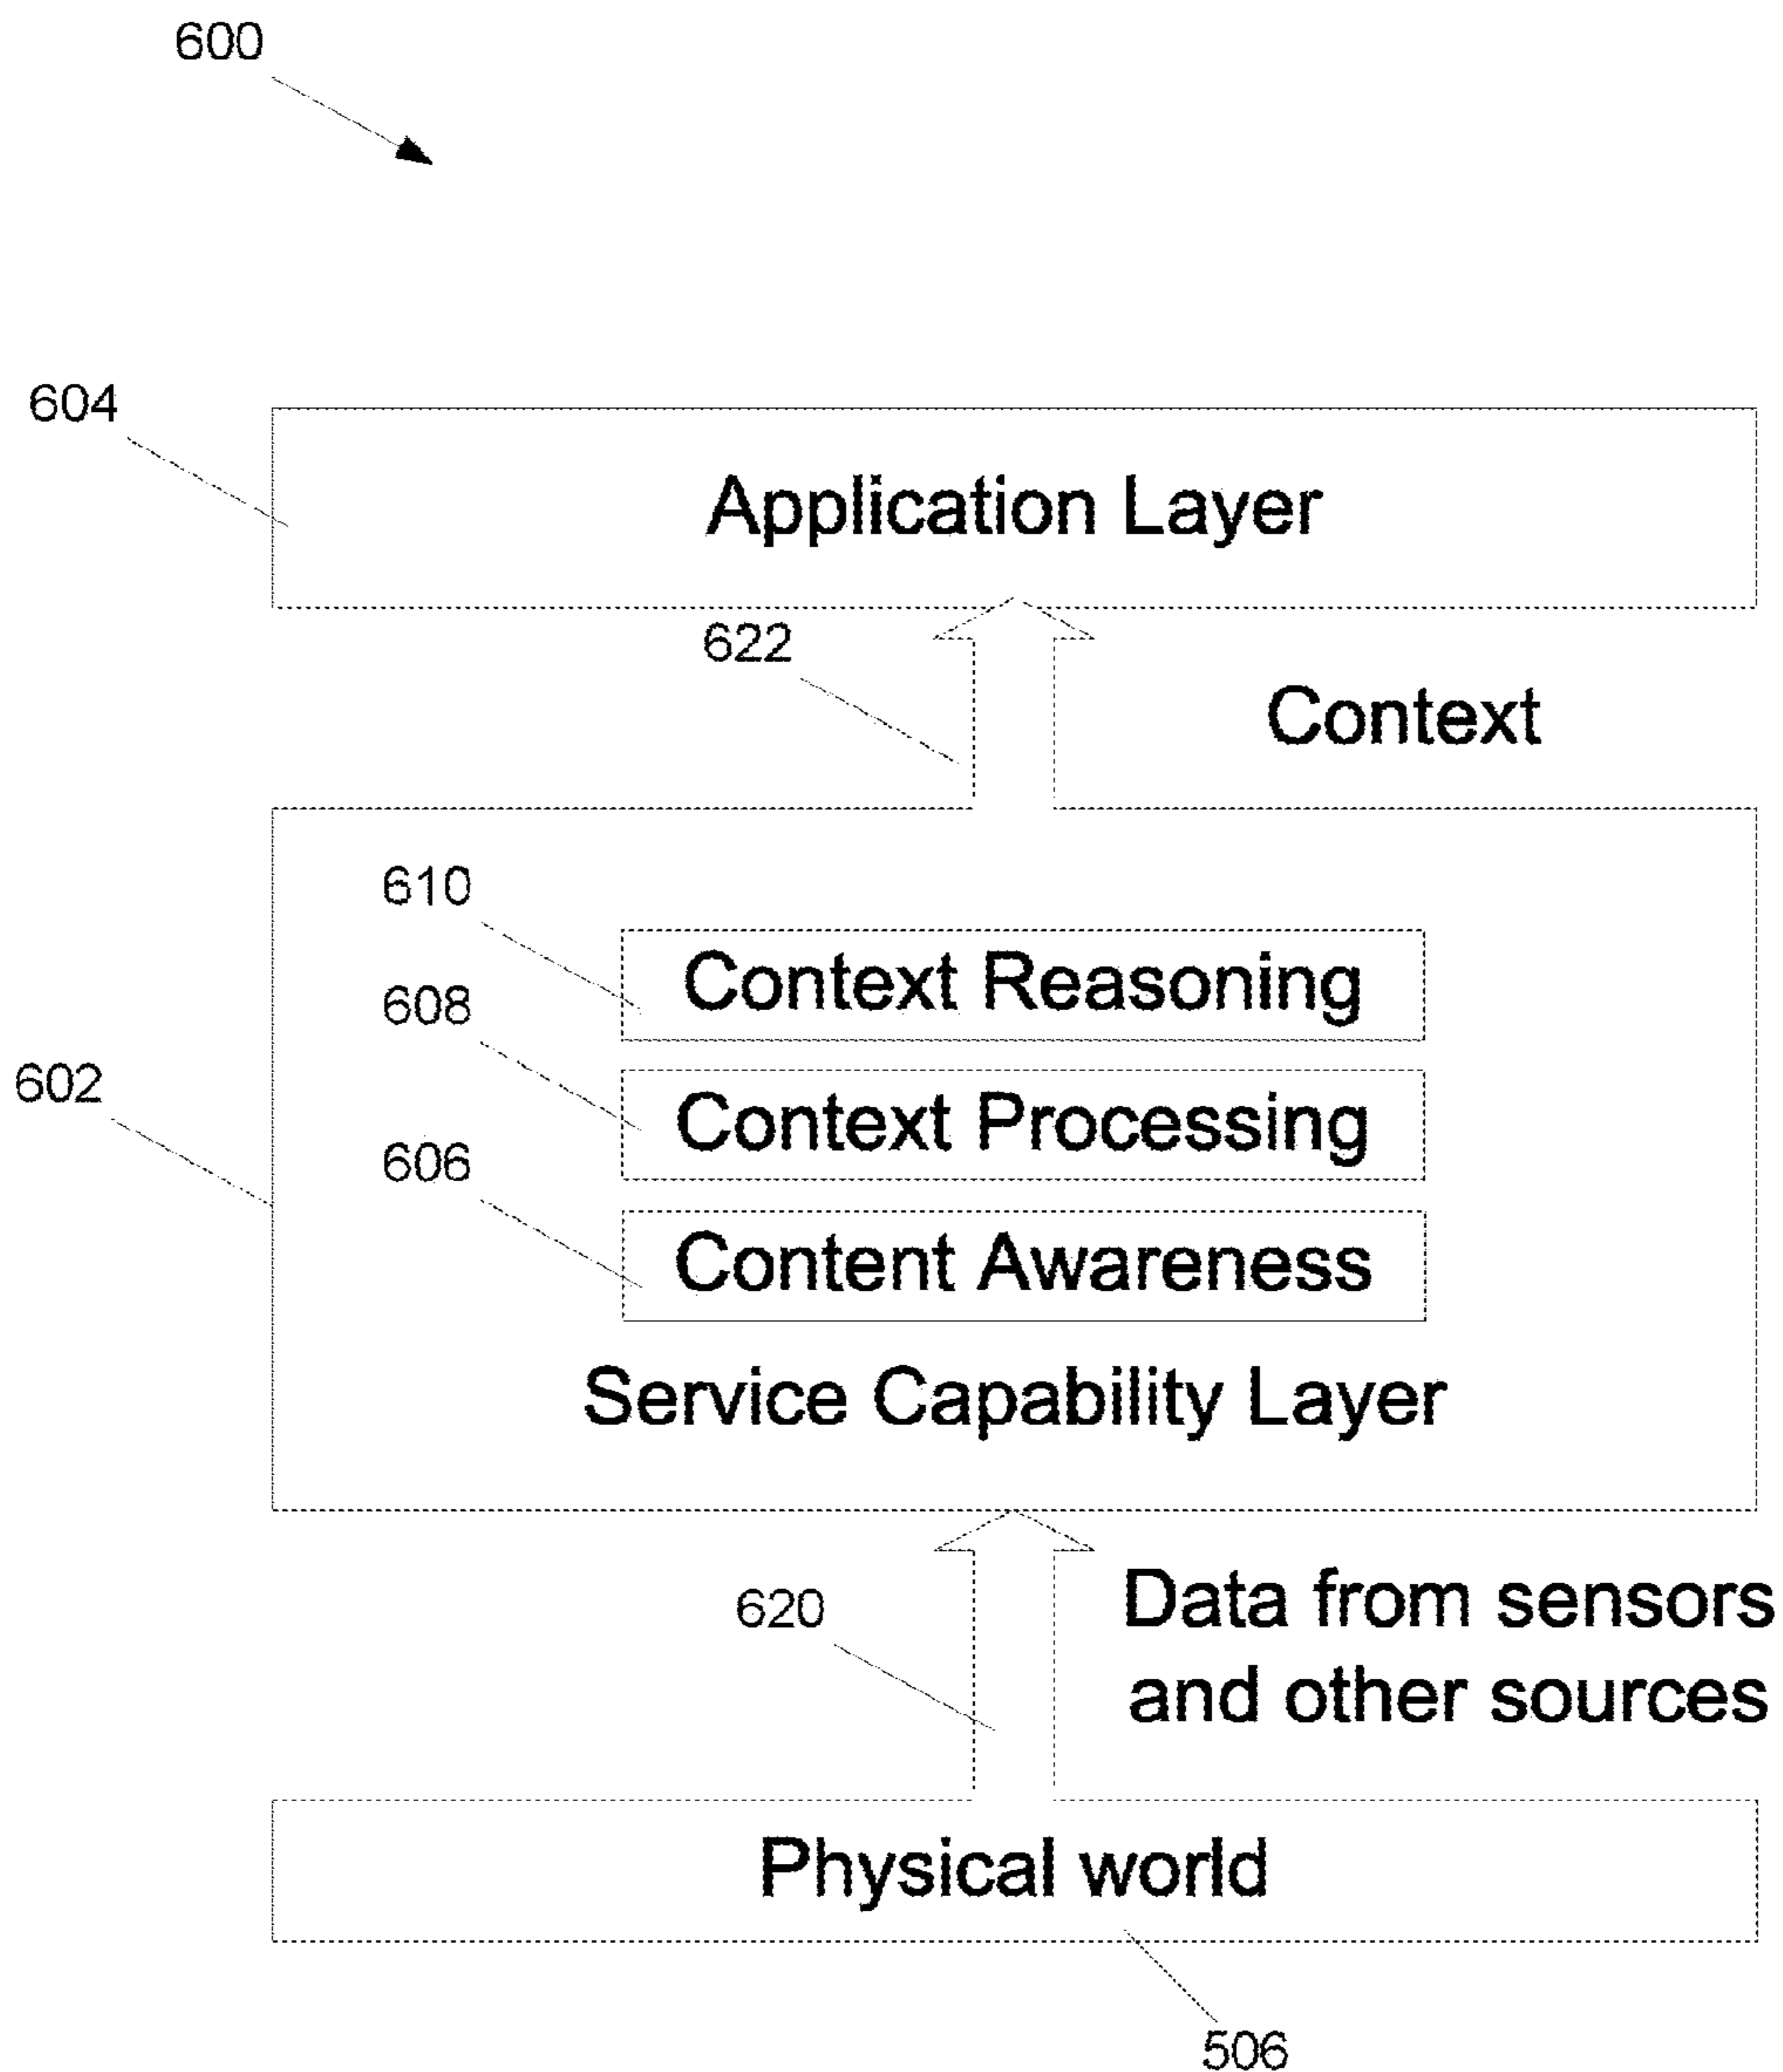 600
604
Application Layer
622
Context
610
Context Reasoning
608
Context Processing
602
606
Content Awareness
Service Capability Layer
620
Data from sensors
and other sources
Physical world
506